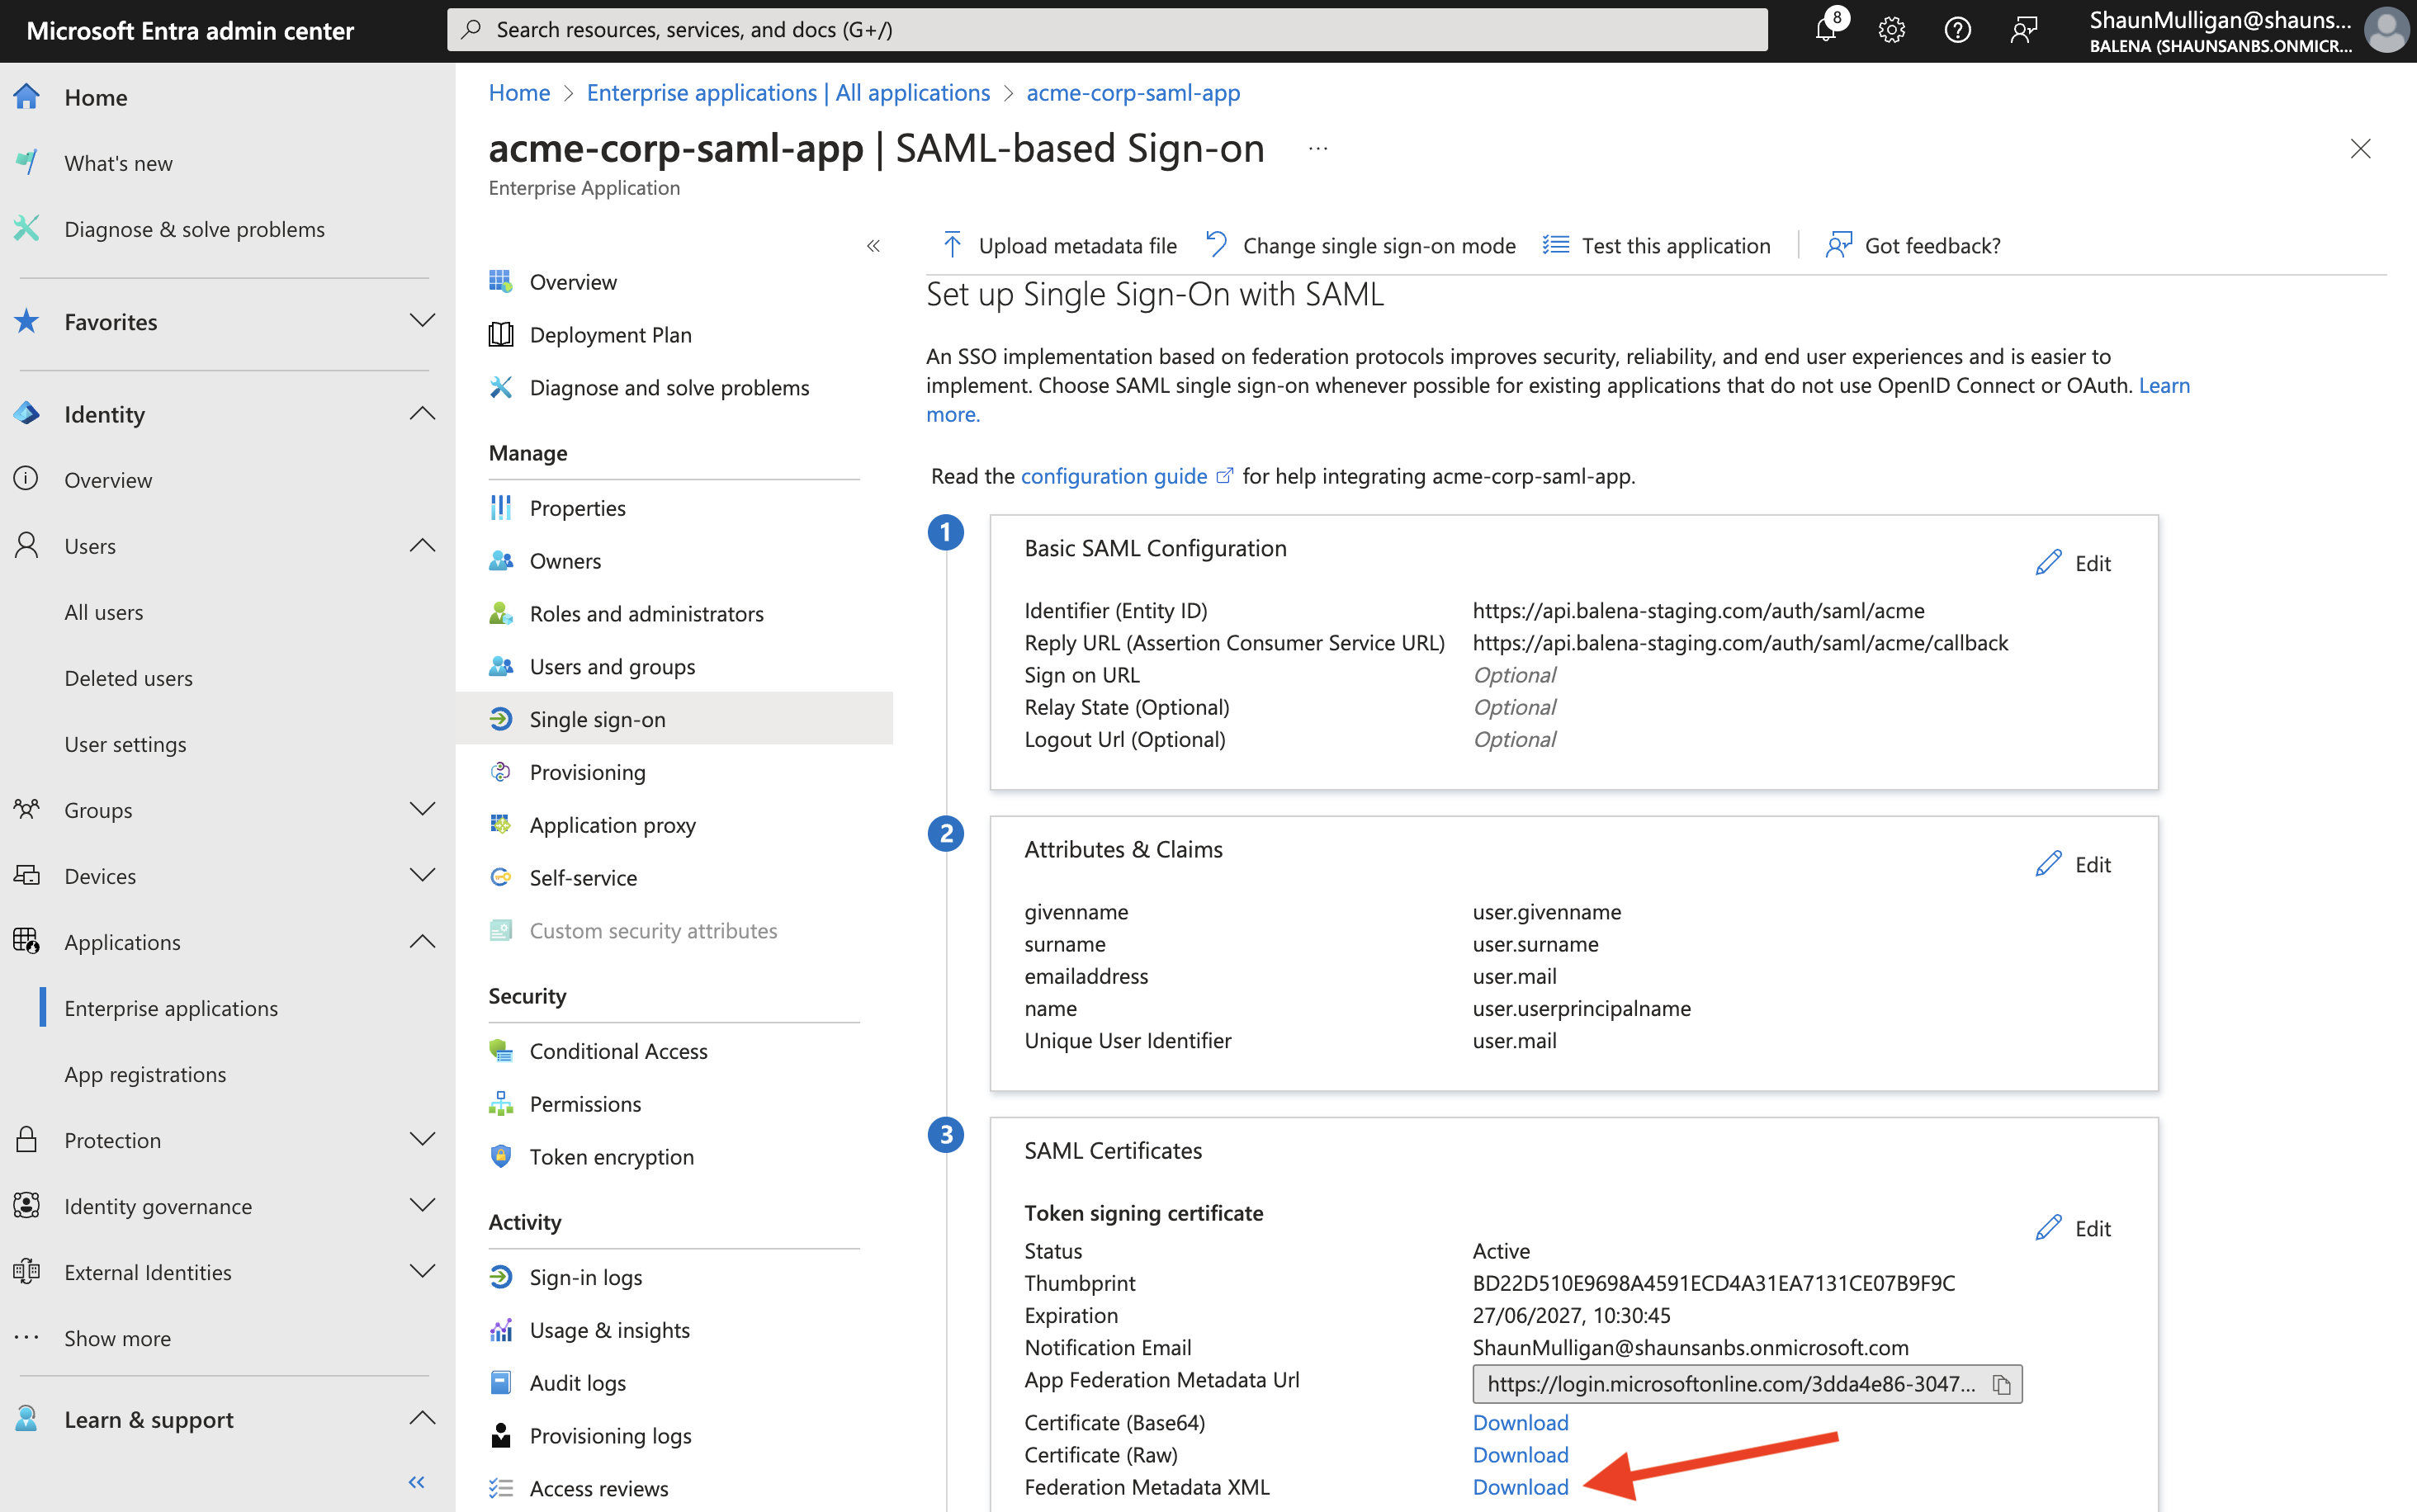 Microsoft Entra admin center
Search resources, services, and docs (G+/)
8
ShaunMulligan@shauns...
BALENA (SHAUNSANBS.ONMICR...
Home
What's new
Diagnose & solve problems
Favorites
Identity
Overview
Users
All users
Deleted users
User settings
Groups
Devices
Applications
Enterprise applications
App registrations
Protection
Identity governance
External Identities
Show more
Learn & support
Home > Enterprise applications | All applications > acme-corp-saml-app
acme-corp-saml-app | SAML-based Sign-on ...
Enterprise Application
Overview
Deployment Plan
Diagnose and solve problems
Manage
Properties
Owners
Roles and administrators
Users and groups
Single sign-on
Provisioning
Application proxy
Self-service
Custom security attributes
Security
Conditional Access
Permissions
Token encryption
Activity
Sign-in logs
Usage & insights
Audit logs
Provisioning logs
Access reviews
Upload metadata file Change single sign-on mode Test this application Got feedback?
Set up Single Sign-On with SAML
An SSO implementation based on federation protocols improves security, reliability, and end user experiences and is easier to
implement. Choose SAML single sign-on whenever possible for existing applications that do not use OpenID Connect or OAuth. Learn
more.
Read the configuration guide for help integrating acme-corp-saml-app.
1
Basic SAML Configuration
Edit
Identifier (Entity ID) https://api.balena-staging.com/auth/saml/acme
Reply URL (Assertion Consumer Service URL) https://api.balena-staging.com/auth/saml/acme/callback
Sign on URL Optional
Relay State (Optional) Optional
Logout Url (Optional) Optional
2
Attributes & Claims
Edit
givenname user.givenname
surname user.surname
emailaddress user.mail
name user.userprincipalname
Unique User Identifier user.mail
3
SAML Certificates
Token signing certificate
Edit
Status Active
Thumbprint BD22D510E9698A4591ECD4A31EA7131CE07B9F9C
Expiration 27/06/2027, 10:30:45
Notification Email ShaunMulligan@shaunsanbs.onmicrosoft.com
App Federation Metadata Url https://login.microsoftonline.com/3dda4e86-3047...
Certificate (Base64) Download
Certificate (Raw) Download
Federation Metadata XML Download